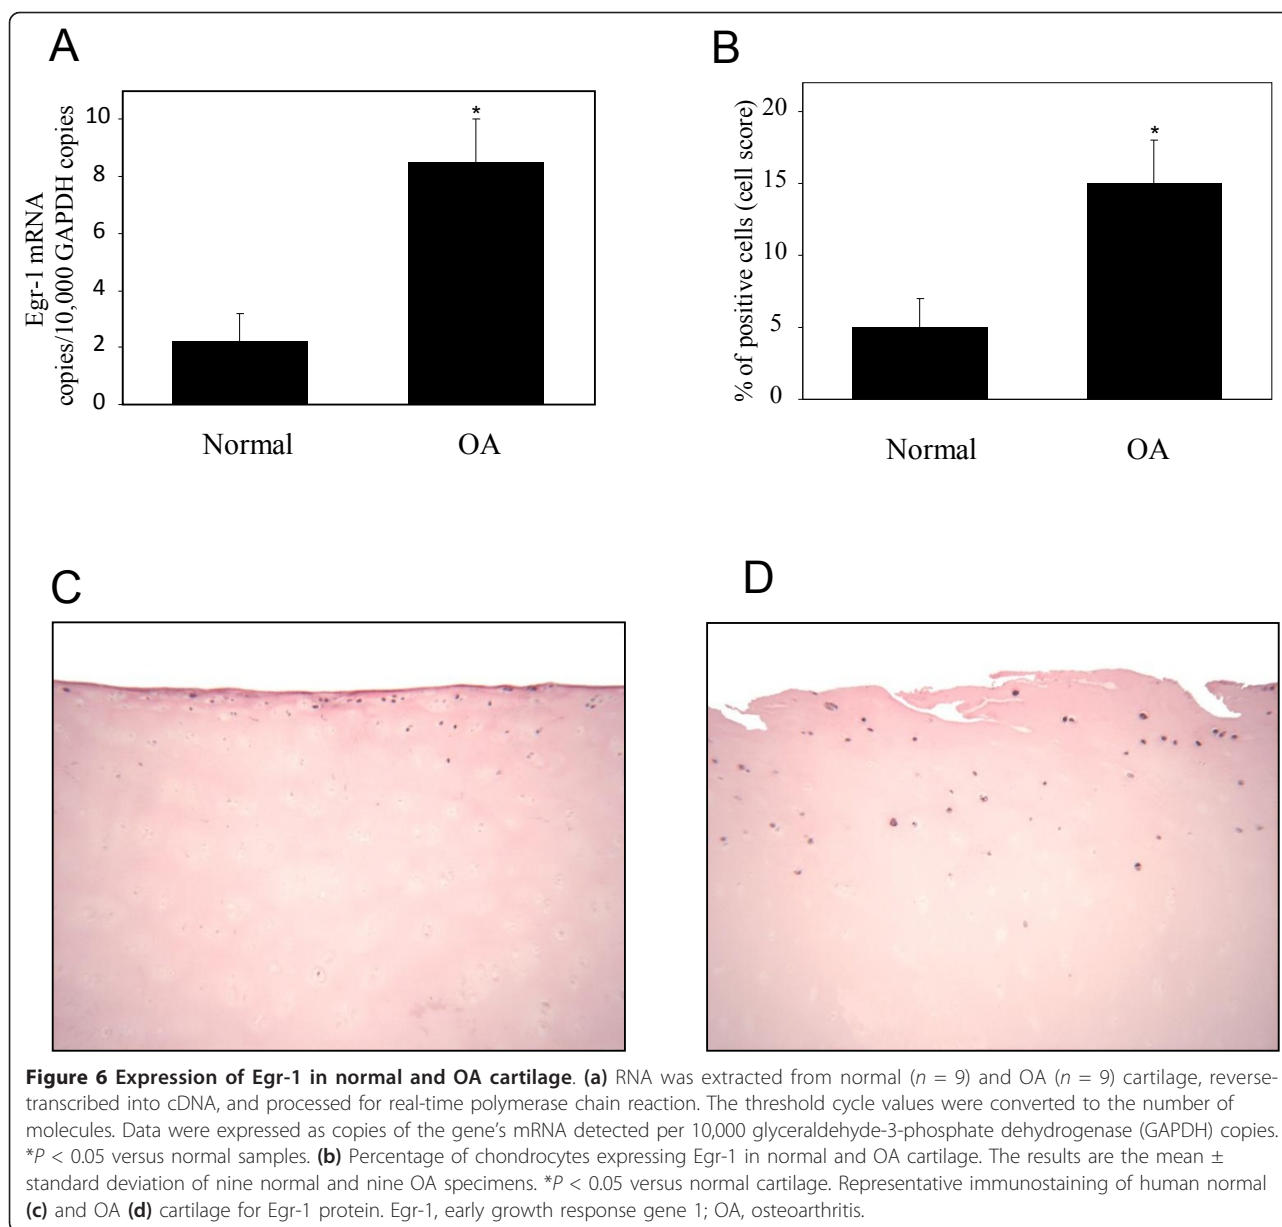 A
Egr-1 mRNA
copies/10,000 GAPDH copies
10
8
6
4
2
0
*
Normal
OA
B
% of positive cells (cell score)
20
15
10
5
0
*
Normal
OA
C
D
Figure 6 Expression of Egr-1 in normal and OA cartilage. (a) RNA was extracted from normal (n = 9) and OA (n = 9) cartilage, reverse-
transcribed into cDNA, and processed for real-time polymerase chain reaction. The threshold cycle values were converted to the number of
molecules. Data were expressed as copies of the gene's mRNA detected per 10,000 glyceraldehyde-3-phosphate dehydrogenase (GAPDH) copies.
*P < 0.05 versus normal samples. (b) Percentage of chondrocytes expressing Egr-1 in normal and OA cartilage. The results are the mean ±
standard deviation of nine normal and nine OA specimens. *P < 0.05 versus normal cartilage. Representative immunostaining of human normal
(c) and OA (d) cartilage for Egr-1 protein. Egr-1, early growth response gene 1; OA, osteoarthritis.